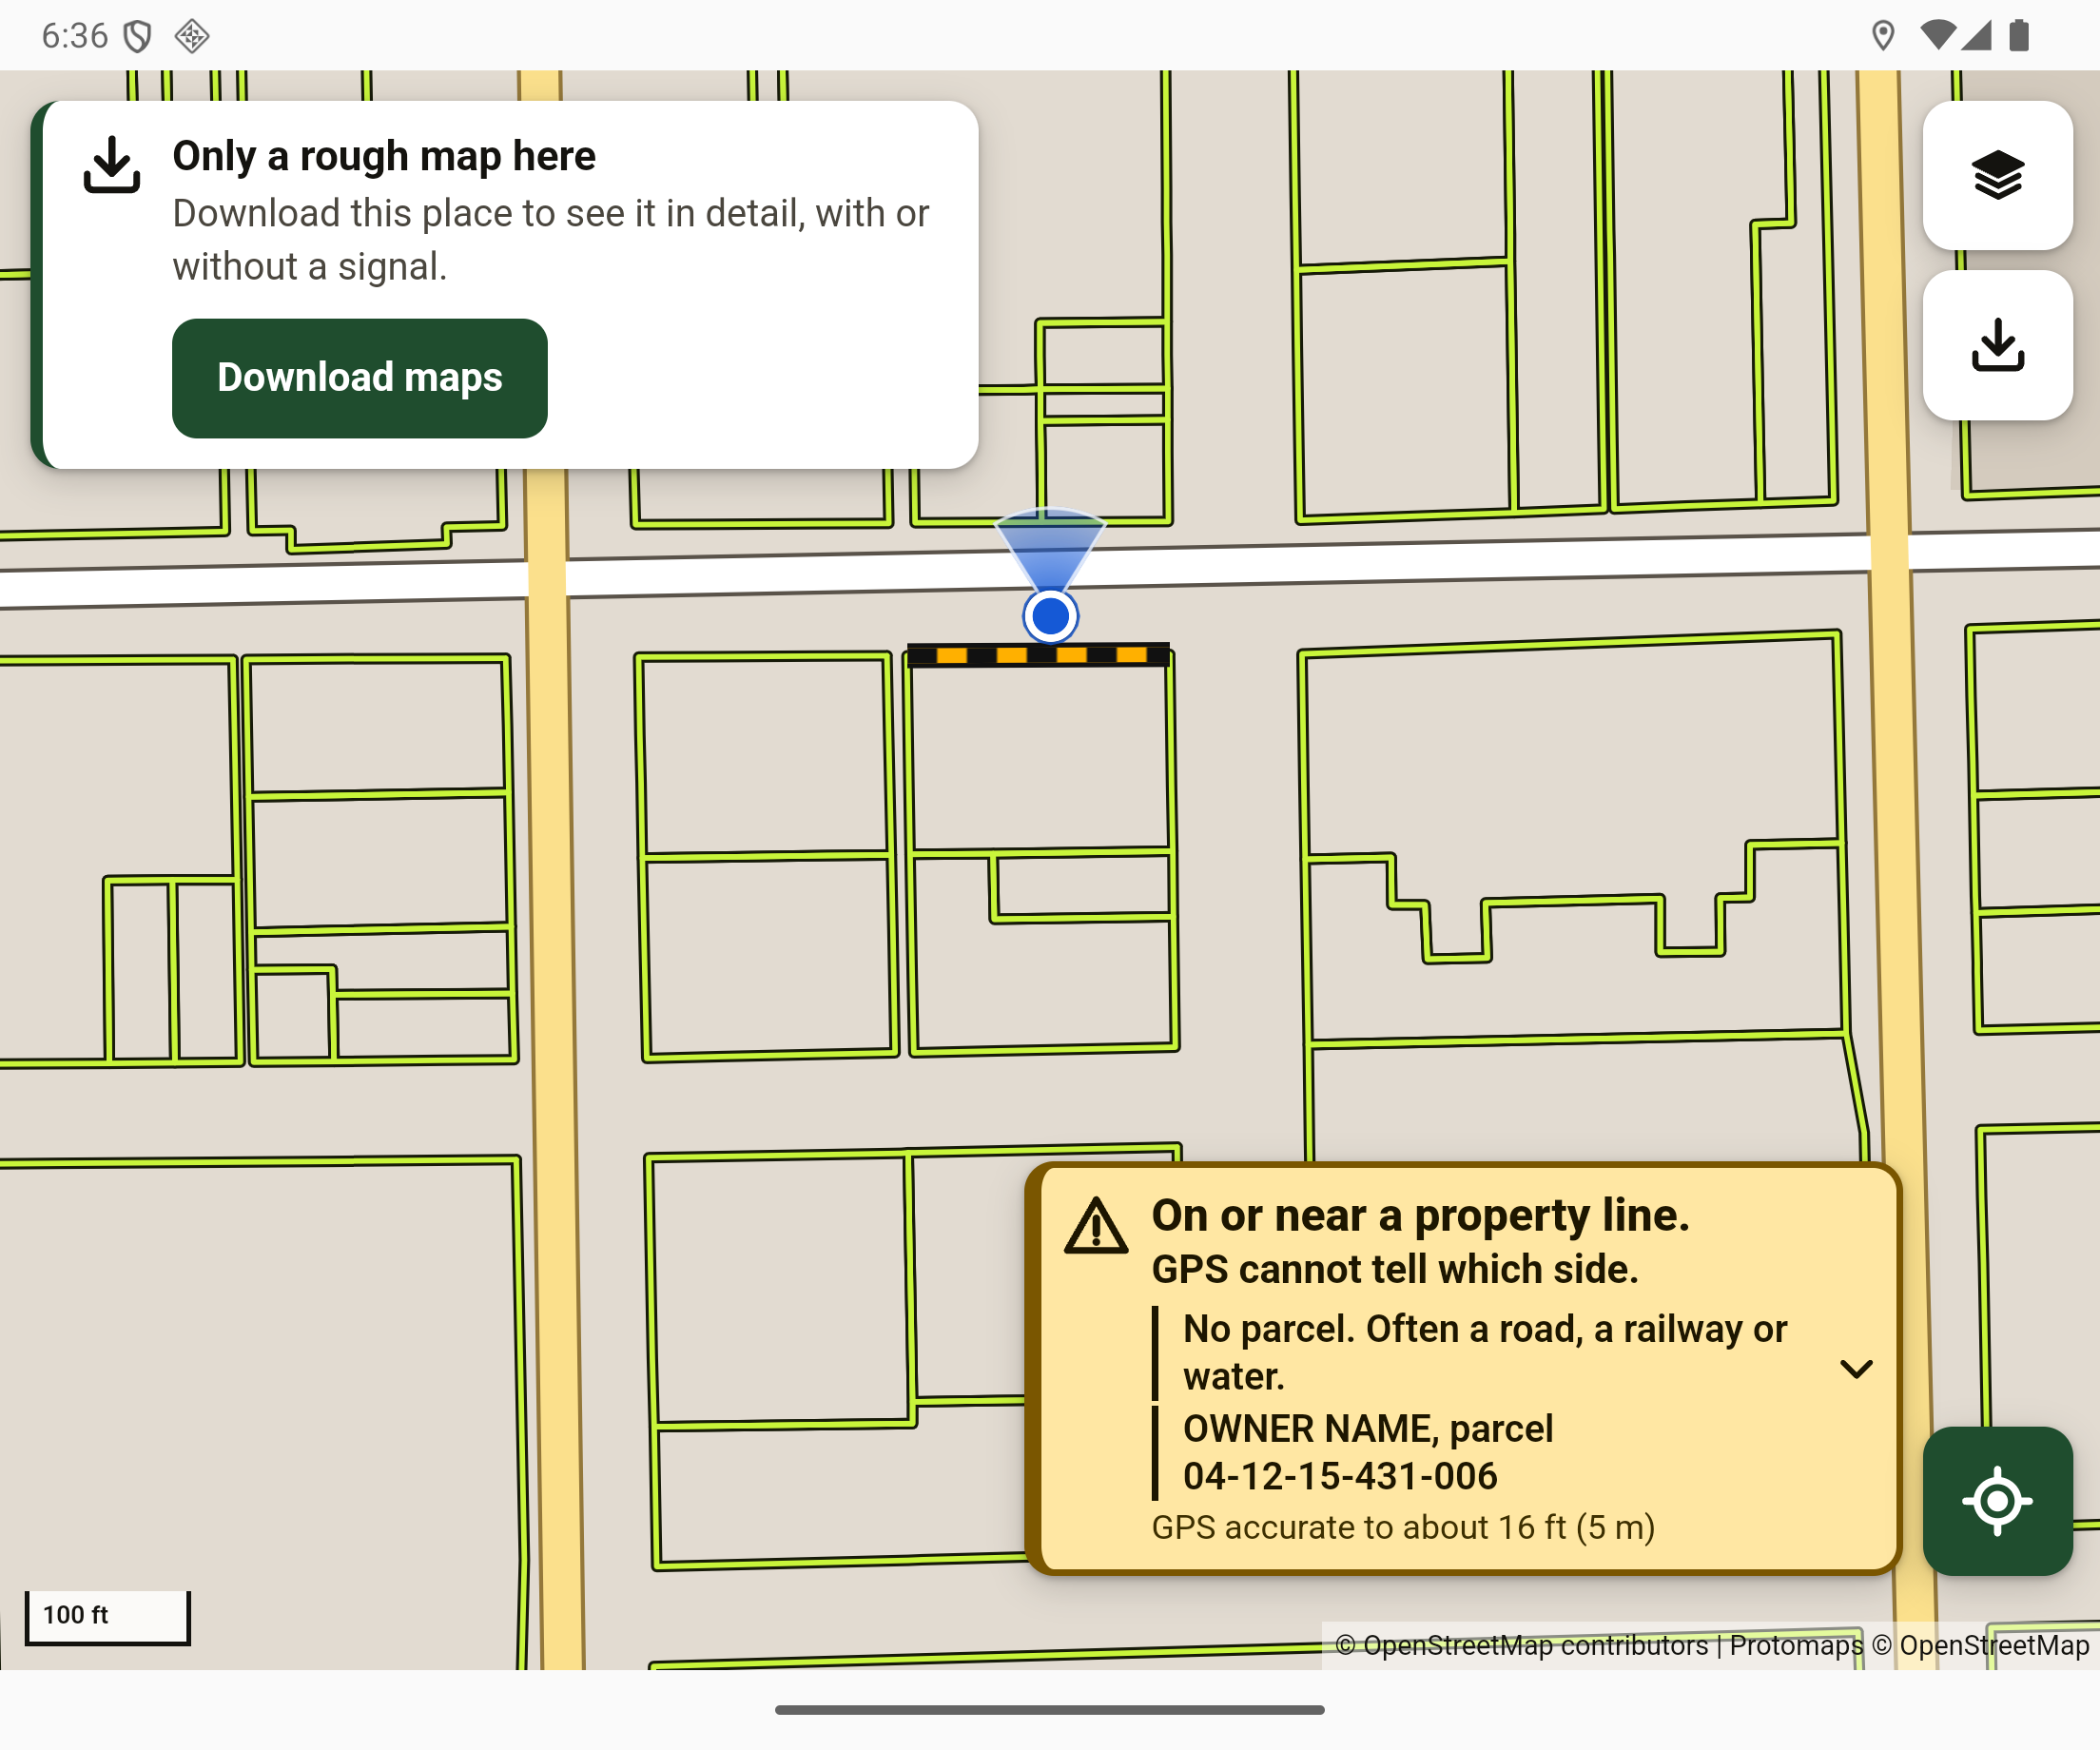 6:36
Only a rough map here
Download this place to see it in detail, with or
without a signal.
Download maps
On or near a property line.
GPS cannot tell which side.
No parcel. Often a road, a railway or
water.
OWNER NAME, parcel
04-12-15-431-006
GPS accurate to about 16 ft (5 m)
100 ft
© OpenStreetMap contributors | Protomaps © OpenStreetMap